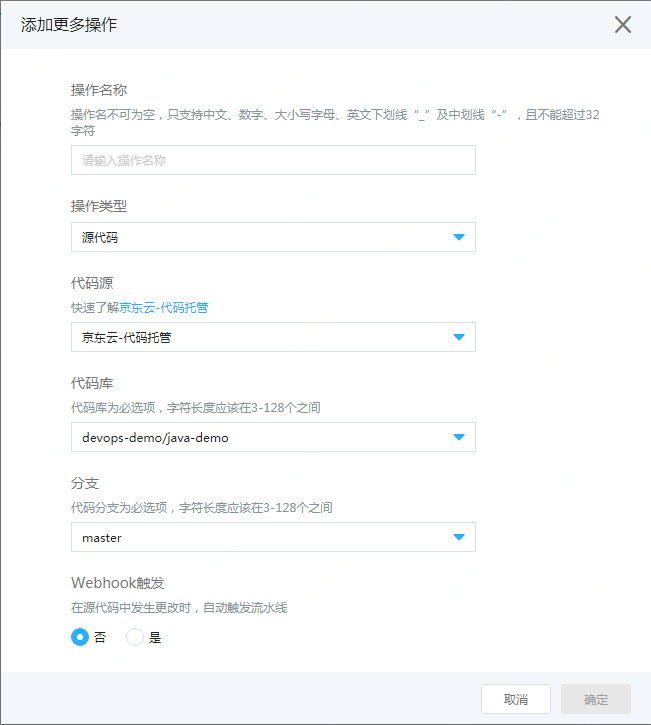 添加更多操作
操作名称
操作名不可为空，只支持中文、数字、大小写字母、英文下划线“_”及中划线“-”，且不能超过32
字符
请输入操作名称
操作类型
源代码
代码源
快速了解京东云-代码托管
京东云-代码托管
代码库
代码库为必选项，字符长度应该在3-128个之间
devops-demo/java-demo
分支
代码分支为必选项，字符长度应该在3-128个之间
master
Webhook触发
在源代码中发生更改时，自动触发流水线
否 是
取消 确定